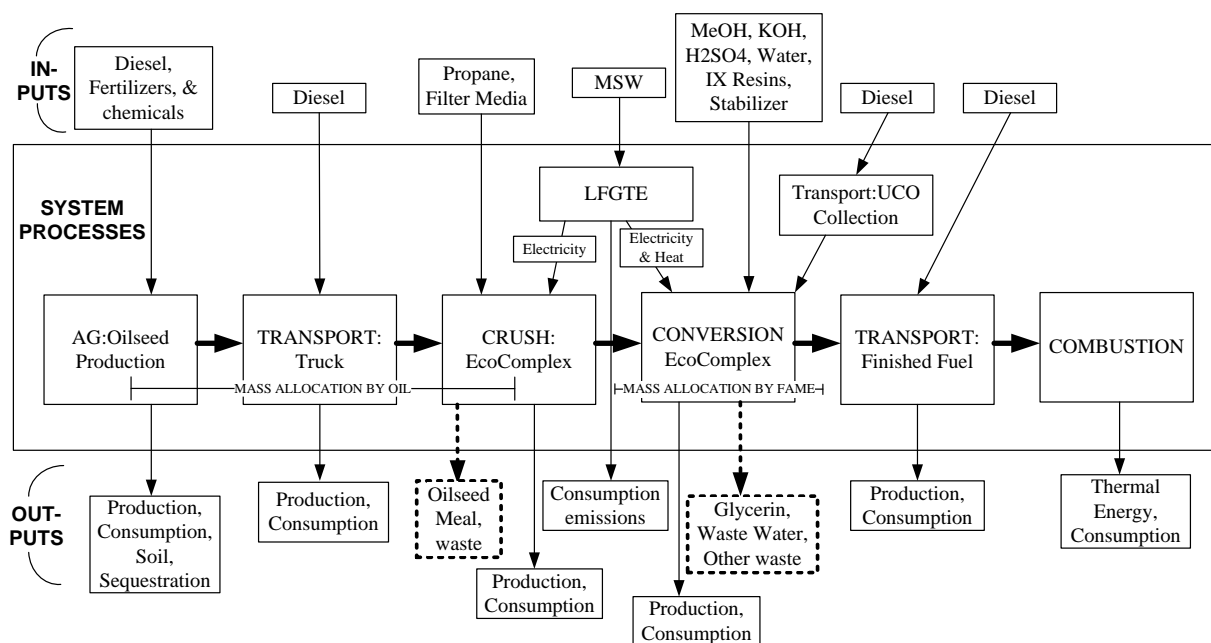 IN-
PUTS
Diesel,
Fertilizers, &
chemicals
Diesel
Propane,
Filter Media
MSW
MeOH, KOH,
H2SO4, Water,
IX Resins,
Stabilizer
Diesel
Diesel
SYSTEM
PROCESSES
LFGTE
Transport:UCO
Collection
Electricity
Electricity
& Heat
AG:Oilseed
Production
TRANSPORT:
Truck
CRUSH:
EcoComplex
CONVERSION
EcoComplex
TRANSPORT:
Finished Fuel
COMBUSTION
MASS ALLOCATION BY OIL
MASS ALLOCATION BY FAME
OUT-
PUTS
Production,
Consumption,
Soil,
Sequestration
Production,
Consumption
Oilseed
Meal,
waste
Production,
Consumption
Consumption
emissions
Production,
Consumption
Glycerin,
Waste Water,
Other waste
Production,
Consumption
Thermal
Energy,
Consumption